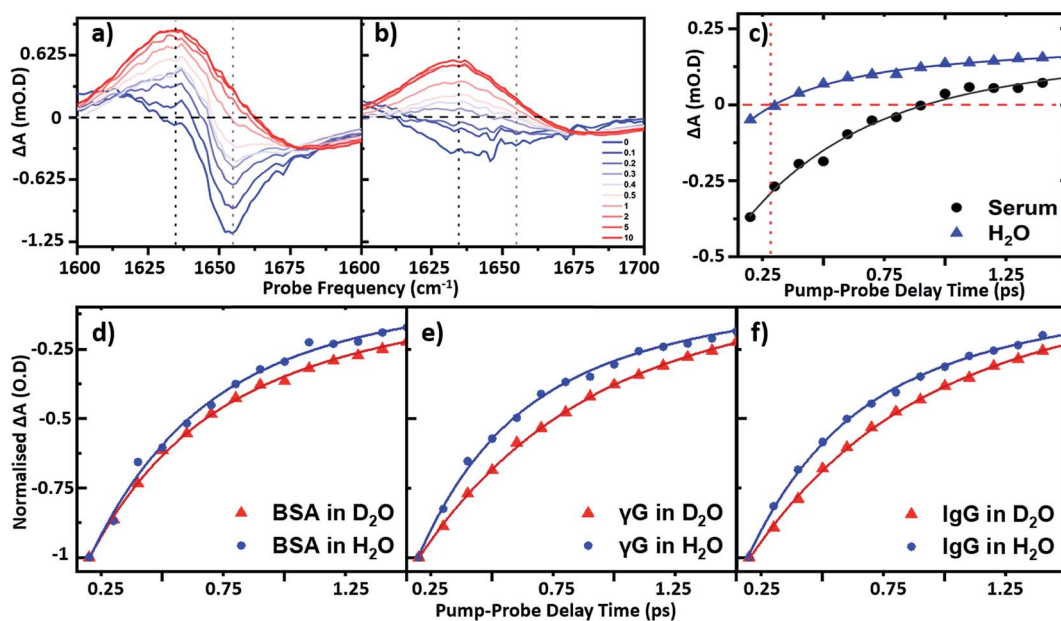 a)
b)
0.625
0
-0.625
-1.25
ΔA (mO.D)
1600
1625
1650
1675
1600
1625
1650
1675
1700
Probe Frequency (cm⁻¹)
0
0.1
0.2
0.3
0.4
0.5
1
2
5
10
c)
0.25
0
-0.25
-0.5
ΔA (mO.D)
Serum
H₂O
0.25
0.75
1.25
Pump-Probe Delay Time (ps)
d)
-0.25
-0.5
-0.75
-1
Normalised ΔA (O.D)
BSA in D₂O
BSA in H₂O
0.25
0.75
1.25
e)
γG in D₂O
γG in H₂O
0.25
0.75
1.25
f)
IgG in D₂O
IgG in H₂O
0.25
0.75
1.25
Pump-Probe Delay Time (ps)